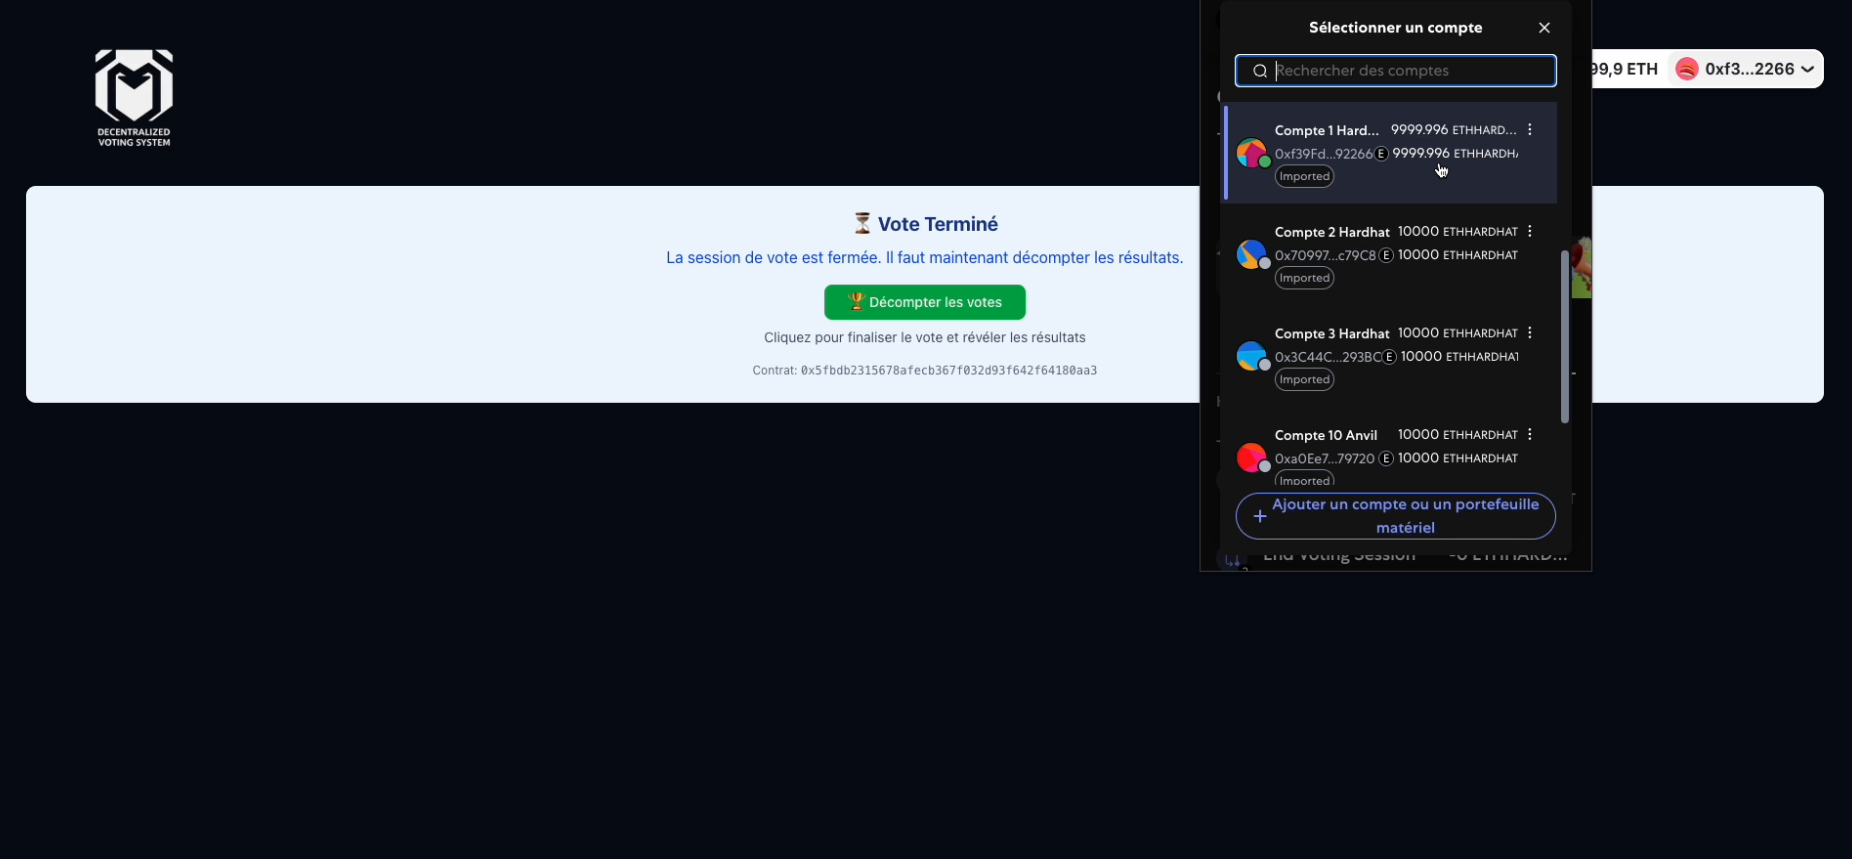 DECENTRALIZED
VOTING SYSTEM
99,9 ETH
0xf3...2266
⏳ Vote Terminé
La session de vote est fermée. Il faut maintenant décompter les résultats.
🏆 Décompter les votes
Cliquez pour finaliser le vote et révéler les résultats
Contrat: 0x5fbdb2315678afecb367f032d93f642f64180aa3
Sélectionner un compte
Rechercher des comptes
Compte 1 Hard... 9999.996 ETHHARD...
0xf39Fd...92266 E 9999.996 ETHHARDH
Imported
Compte 2 Hardhat 10000 ETHHARDHAT
0x70997...c79C8 E 10000 ETHHARDHAT
Imported
Compte 3 Hardhat 10000 ETHHARDHAT
0x3C44C...293BC E 10000 ETHHARDHAT
Imported
Compte 10 Anvil 10000 ETHHARDHAT
0xa0Ee7...79720 E 10000 ETHHARDHAT
Imported
+ Ajouter un compte ou un portefeuille
matériel
End Voting Session -0 ETHHARD...